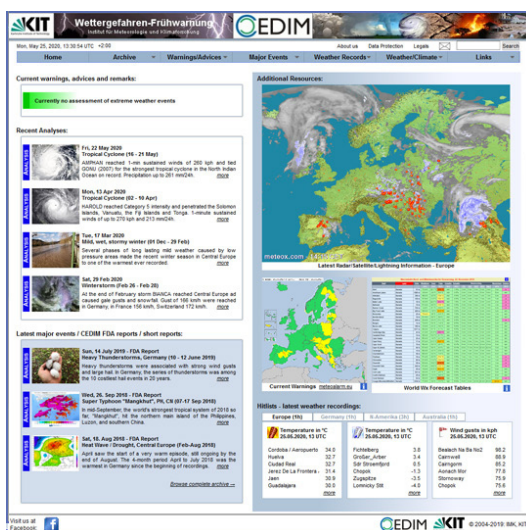 KIT
Wettergefahren-Frühwarnung
Institut für Meteorologie und Klimaforschung
CEDIM
Mon, May 25, 2020, 13:30:54 UTC +2:00
About us Data Protection Legals Search
Home Archive Warnings/Advices Major Events Weather Records Weather/Climate Links
Current warnings, advices and remarks:
Currently no assessment of extreme weather events
Recent Analyses:
ANALYSIS
Fri, 22 May 2020
Tropical Cyclone (16 - 21 May)
AMPHAN reached 1-min sustained winds of 260 kph and tied
GONU (2007) for the strongest tropical cyclone in the North Indian
Ocean on record. Precipitation up to 261 mm/24h. more
ANALYSIS
Mon, 13 Apr 2020
Tropical Cyclone (02 - 10 Apr)
HAROLD reached Category 5 intensity and penetrated the Solomon
Islands, Vanuatu, the Fiji Islands and Tonga. 1-minute sustained
winds of up to 270 kph and 213 mm/24h. more
ANALYSIS
Tue, 17 Mar 2020
Mild, wet, stormy winter (01 Dec - 29 Feb)
Several phases of long lasting mild weather caused by low
pressure areas made the recent winter season in Central Europe
to one of the warmest ever recorded. more
ANALYSIS
Sat, 29 Feb 2020
Winterstorm (Feb 26 - Feb 28)
At the end of February storm BIANCA reached Central Europe ad
caused gale gusts and snowfall. Gust of 166 kmh were reached in
Germany, in France 156 kmh, Switzerland 172 kmh. more
Latest major events / CEDIM FDA reports / short reports:
ANALYSIS
Sun, 14 July 2019 - FDA Report
Heavy Thunderstorms, Germany (10 - 12 June 2019)
Heavy thunderstorms were associated with strong wind gusts
and large hail in Germany, the series of thunderstorms was among
the 10 costliest hail events in 20 years. more
ANALYSIS
Wed, 26. Sep 2018 - FDA Report
Super Typhoon "Mangkhut", PI, CN (07-17 Sep 2018)
In mid-September, the world's strongest tropical system of 2018 so
far, "Mangkhut", hit the northern main island of the Philippines,
Luzon, and southern China. more
ANALYSIS
Sat, 18. Aug 2018 - FDA Report
Heat Wave / Drought, Central Europe (Feb-Aug 2018)
April saw the start of a very warm episode, still ongoing by the
end of August. The 4-month period April to July 2018 was the
warmest in Germany since the beginning of recordings. more
Browse complete archive
Additional Resources:
meteox.com
Latest Radar/Satellite/Lightning Information - Europe
Current Warnings meteoalarm.eu
World Wx Forecast Tables
Hitlists - latest weather recordings:
Europe (1h) Germany (1h) N-Amerika (3h) Australia (1h)
Temperature in °C
25.05.2020, 13 UTC
Cordoba / Aeropuerto 34.0
Huelva 32.7
Ciudad Real 32.7
Jerez De La Frontera 31.4
Jaen 30.9
Guadalajara 30.0
more
Temperature in °C
25.05.2020, 13 UTC
Fichtelberg 3.8
Großer_Arber 3.4
Sdr Stroemfjord 0.5
Chopok -1.3
Zugspitze -3.5
Lomnicky Stit -4.0
more
Wind gusts in kph
25.05.2020, 13 UTC
Bealach Na Ba No2 98.2
Cairnwell 88.9
Cairngorm 85.2
Aonach Mor 77.8
Stornoway 75.9
Chopok 75.6
more
Visit us at
Facebook:
CEDIM KIT © 2004-2019: IMK, KIT